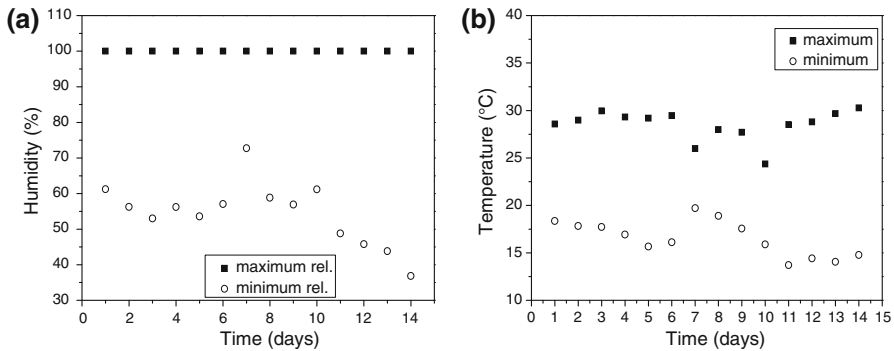 (a)
100
90
80
70
60
50
40
30
Humidity (%)
maximum rel.
minimum rel.
0 2 4 6 8 10 12 14
Time (days)
(b)
40
35
30
25
20
15
10
Temperature (°C)
maximum
minimum
0 1 2 3 4 5 6 7 8 9 10 11 12 13 14 15
Time (days)